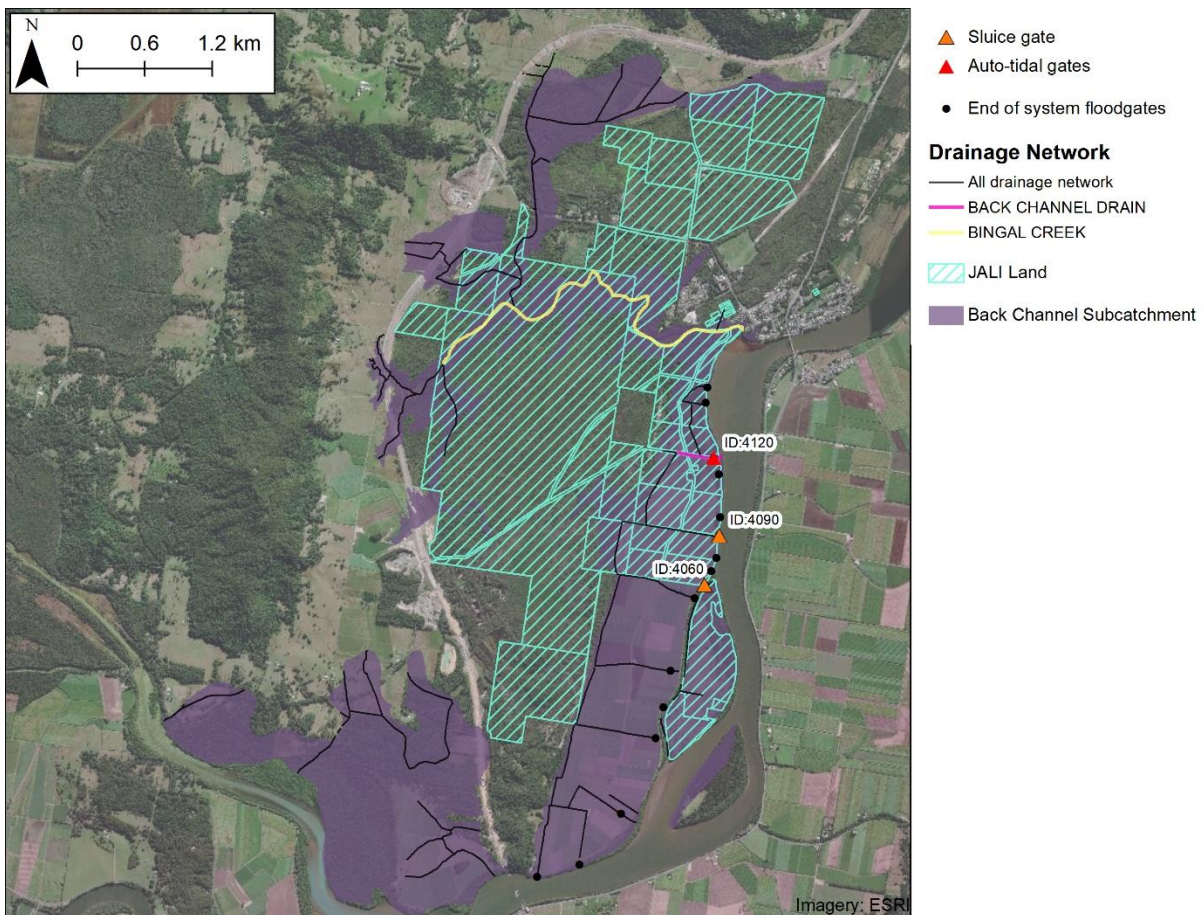 N
0 0.6 1.2 km
Sluice gate
Auto-tidal gates
End of system floodgates
Drainage Network
All drainage network
BACK CHANNEL DRAIN
BINGAL CREEK
JALI Land
Back Channel Subcatchment
ID:4120
ID:4090
ID:4060
Imagery: ESRI